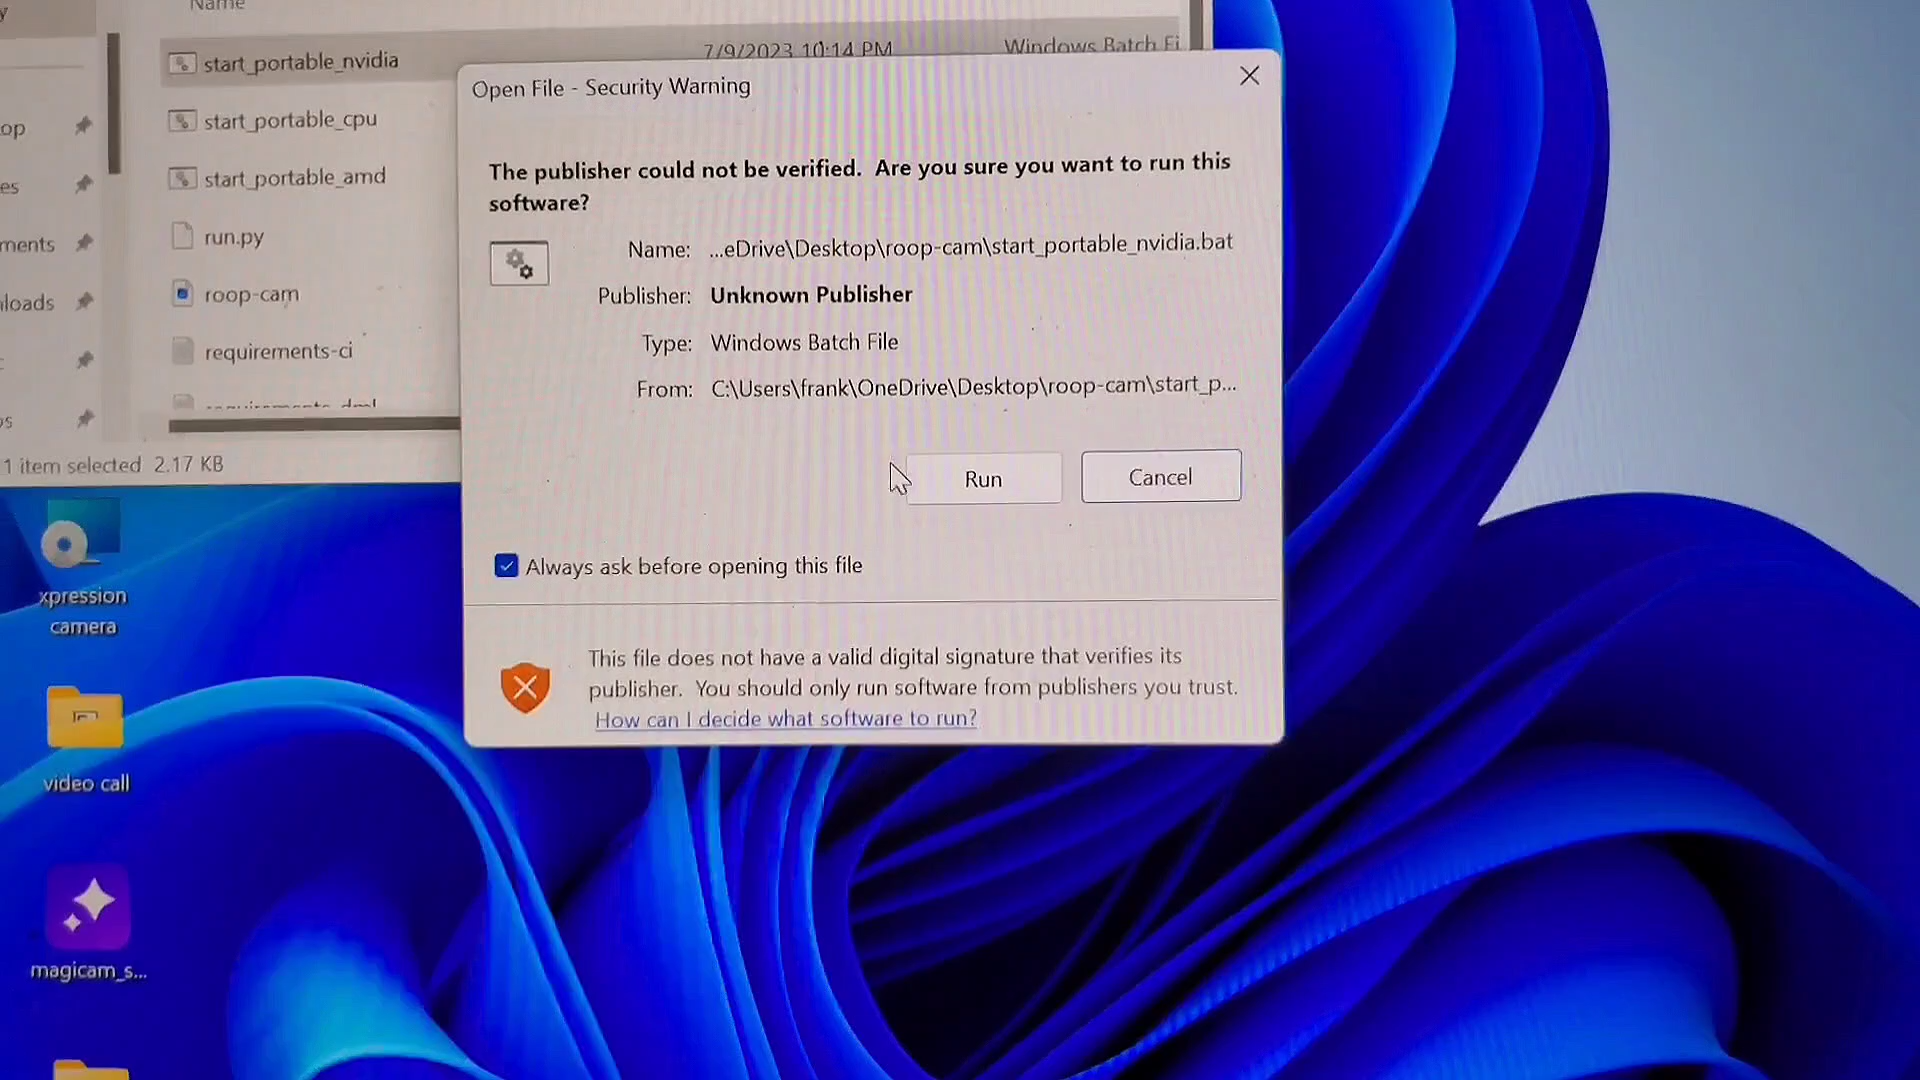 Name
start_portable_nvidia
7/9/2023 10:14 PM
Windows Batch Fi
start_portable_cpu
start_portable_amd
run.py
roop-cam
requirements-ci
op
es
ments
loads
1 item selected 2.17 KB
Open File - Security Warning
The publisher could not be verified. Are you sure you want to run this
software?
Name: ...eDrive\Desktop\roop-cam\start_portable_nvidia.bat
Publisher: Unknown Publisher
Type: Windows Batch File
From: C:\Users\frank\OneDrive\Desktop\roop-cam\start_p...
Run
Cancel
Always ask before opening this file
This file does not have a valid digital signature that verifies its
publisher. You should only run software from publishers you trust.
How can I decide what software to run?
xpression
camera
video call
magicam_s...